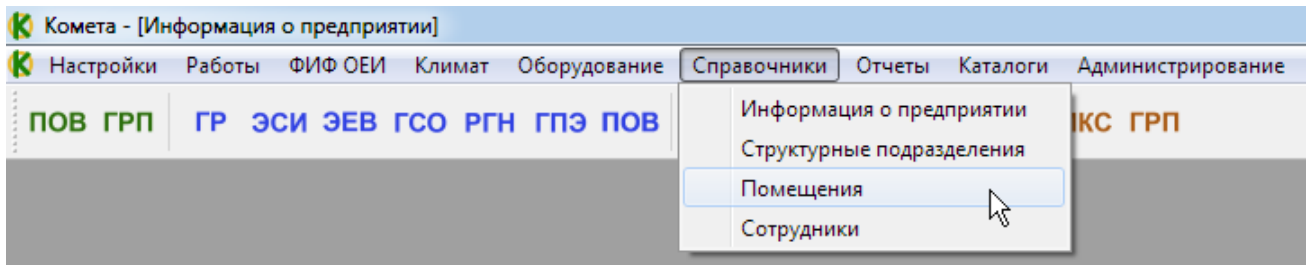 Комета - [Информация о предприятии]
Настройки Работы ФИФ ОЕИ Климат Оборудование Справочники Отчеты Каталоги Администрирование
ПОВ ГРП ГР ЭСИ ЭЕВ ГСО РГН ГПЭ ПОВ ГРП
Информация о предприятии
Структурные подразделения
Помещения
Сотрудники